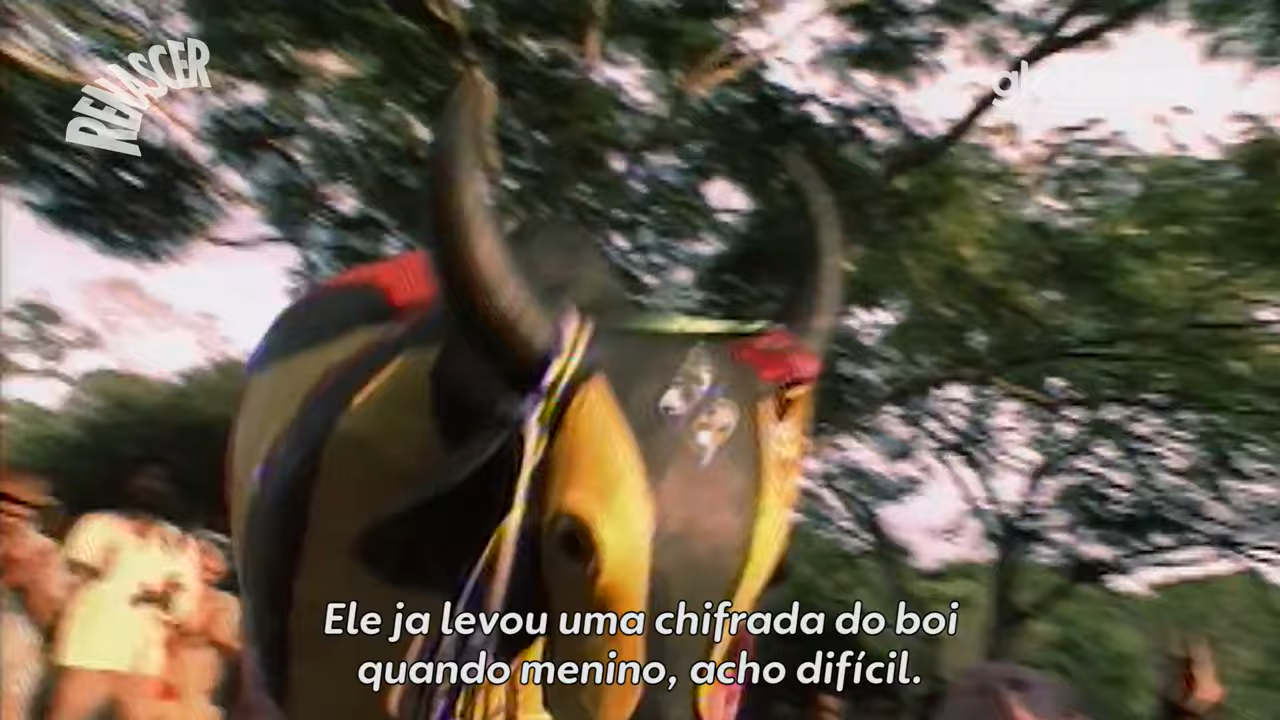 RENASCER
Ele ja levou uma chifrada do boi
quando menino, acho difícil.